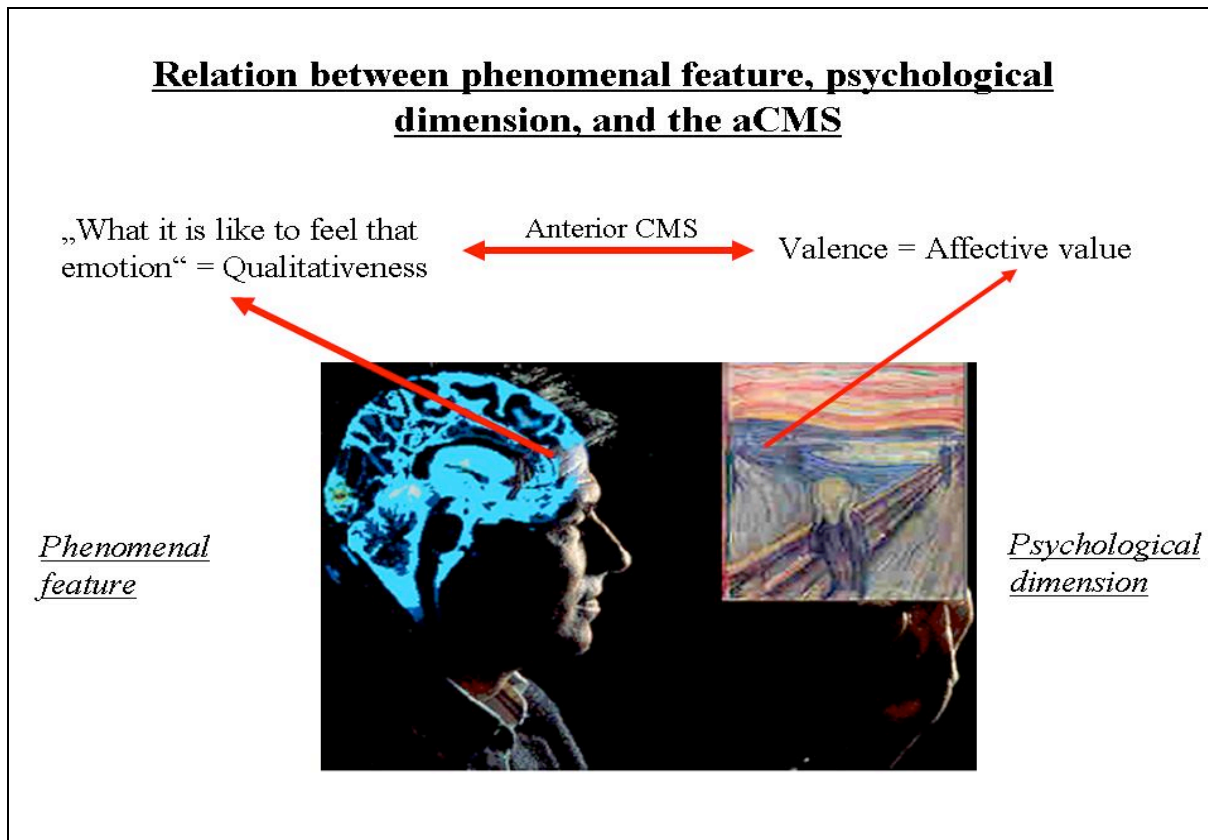 Relation between phenomenal feature, psychological
dimension, and the aCMS
„What it is like to feel that
emotion“ = Qualitativeness
Anterior CMS
Valence = Affective value
Phenomenal
feature
Psychological
dimension